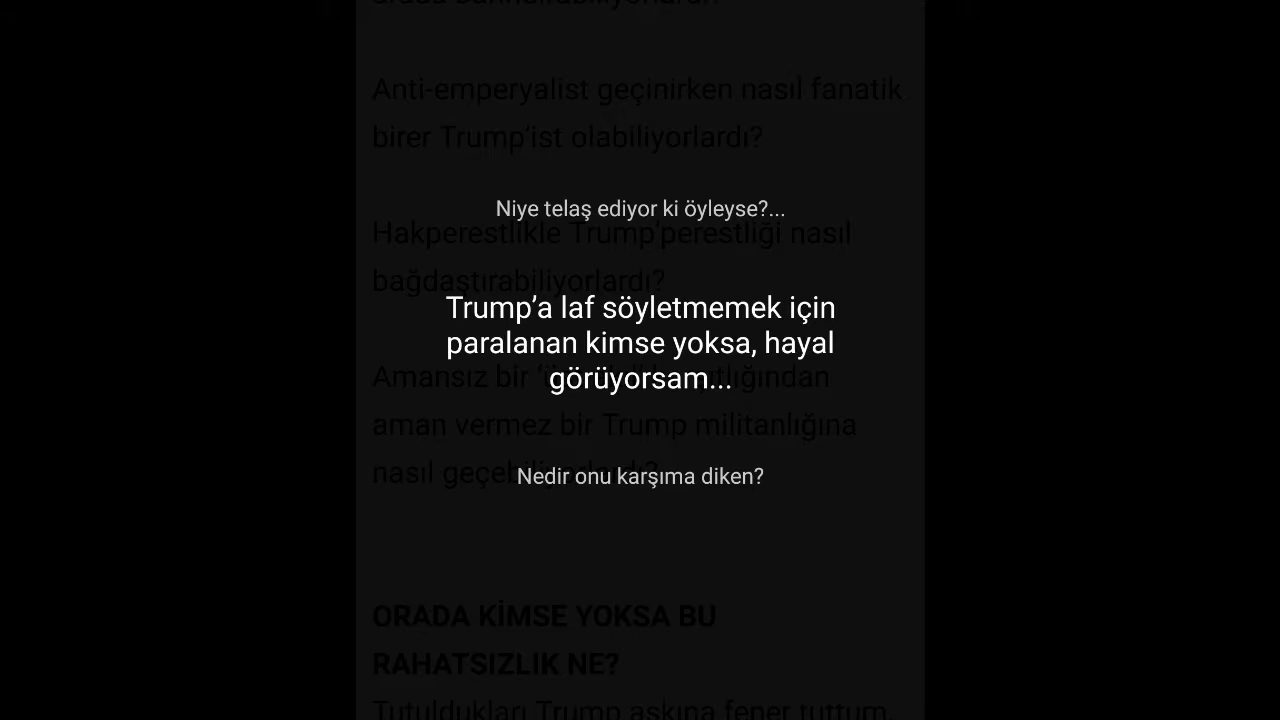 Anti-emperyalist geçinirken nasıl fanatik
birer Trump'ist olabiliyorlardı?
Niye telaş ediyor ki öyleyse?...
Hakperestlikle Trump'perestliği nasıl
bağdaştırabiliyorlardı?
Trump’a laf söyletmemek için
paralanan kimse yoksa, hayal
görüyorsam...
Amansız bir
aman vermez bir Trump militanlığına
nasıl
Nedir onu karşıma diken?
ORADA KİMSE YOKSA BU
RAHATSIZLIK NE?
Tutuldukları Trump aşkına fener tuttum,